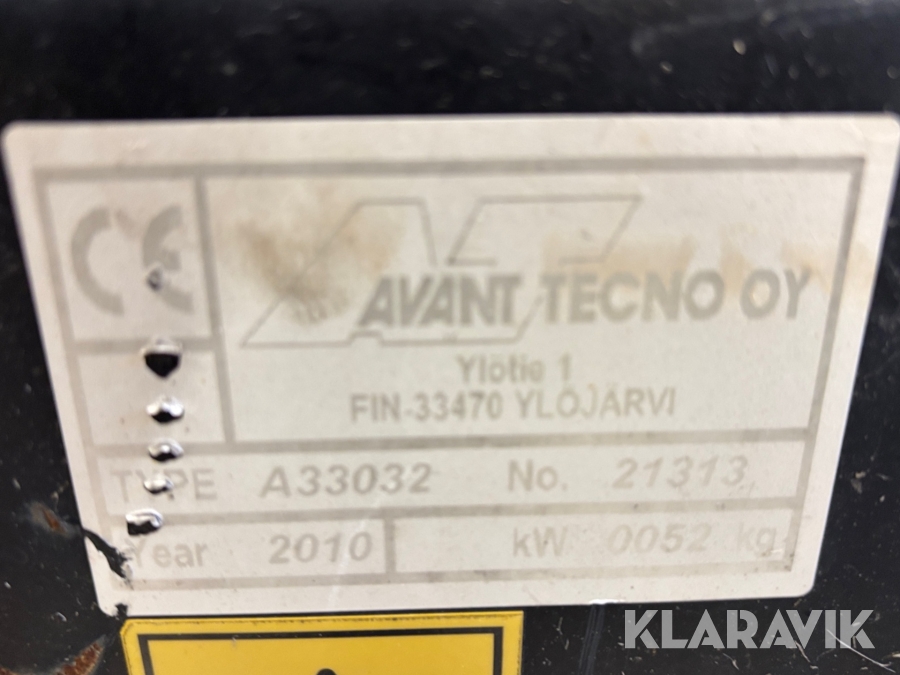 CE
AVANT TECNO OY
Ylötie 1
FIN-33470 YLÖJÄRVI
TYPE A33032 No. 21313
Year 2010 kW 0052 kg
KLARAVIK